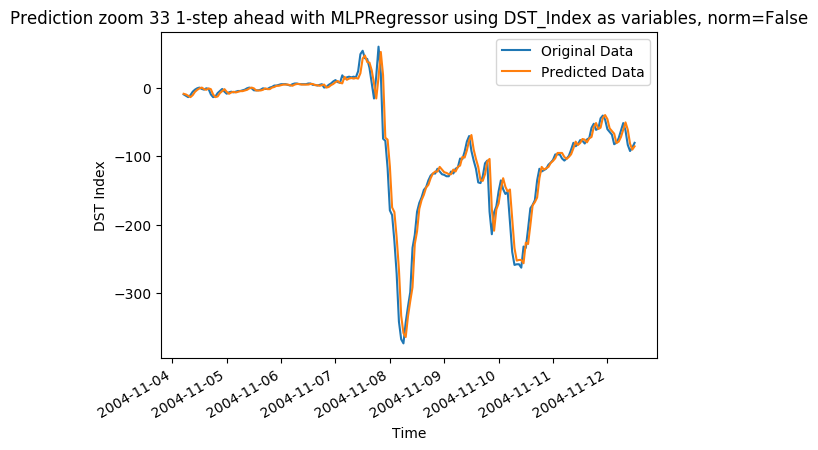 Prediction zoom 33 1-step ahead with MLPRegressor using DST_Index as variables, norm=False
Original Data
Predicted Data
0
−100
−200
−300
DST Index
2004-11-04
2004-11-05
2004-11-06
2004-11-07
2004-11-08
2004-11-09
2004-11-10
2004-11-11
2004-11-12
Time